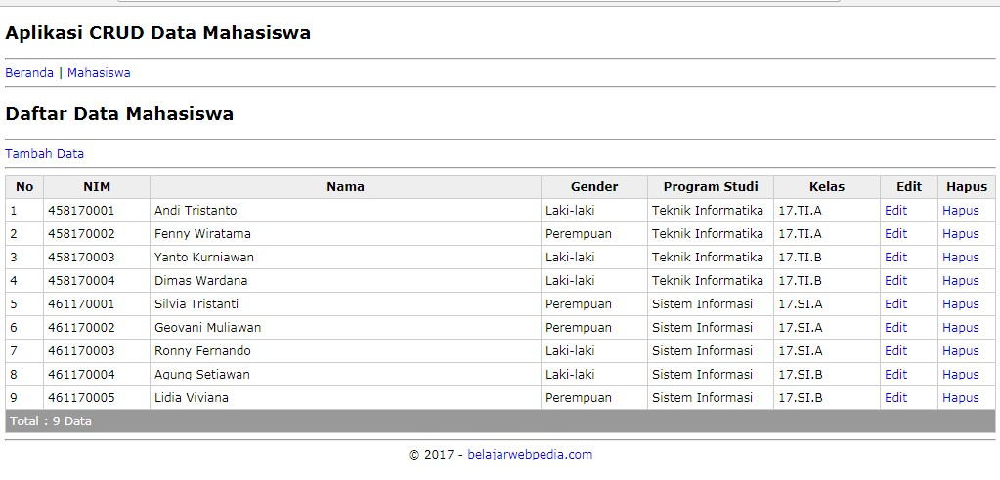 Aplikasi CRUD Data Mahasiswa
Beranda | Mahasiswa
Daftar Data Mahasiswa
Tambah Data
No NIM Nama Gender Program Studi Kelas Edit Hapus
1 458170001 Andi Tristanto Laki-laki Teknik Informatika 17.TI.A Edit Hapus
2 458170002 Fenny Wiratama Perempuan Teknik Informatika 17.TI.A Edit Hapus
3 458170003 Yanto Kurniawan Laki-laki Teknik Informatika 17.TI.B Edit Hapus
4 458170004 Dimas Wardana Laki-laki Teknik Informatika 17.TI.B Edit Hapus
5 461170001 Silvia Tristanti Perempuan Sistem Informasi 17.SI.A Edit Hapus
6 461170002 Geovani Muliawan Perempuan Sistem Informasi 17.SI.A Edit Hapus
7 461170003 Ronny Fernando Laki-laki Sistem Informasi 17.SI.A Edit Hapus
8 461170004 Agung Setiawan Laki-laki Sistem Informasi 17.SI.B Edit Hapus
9 461170005 Lidia Viviana Perempuan Sistem Informasi 17.SI.B Edit Hapus
Total : 9 Data
© 2017 - belajarwebpedia.com